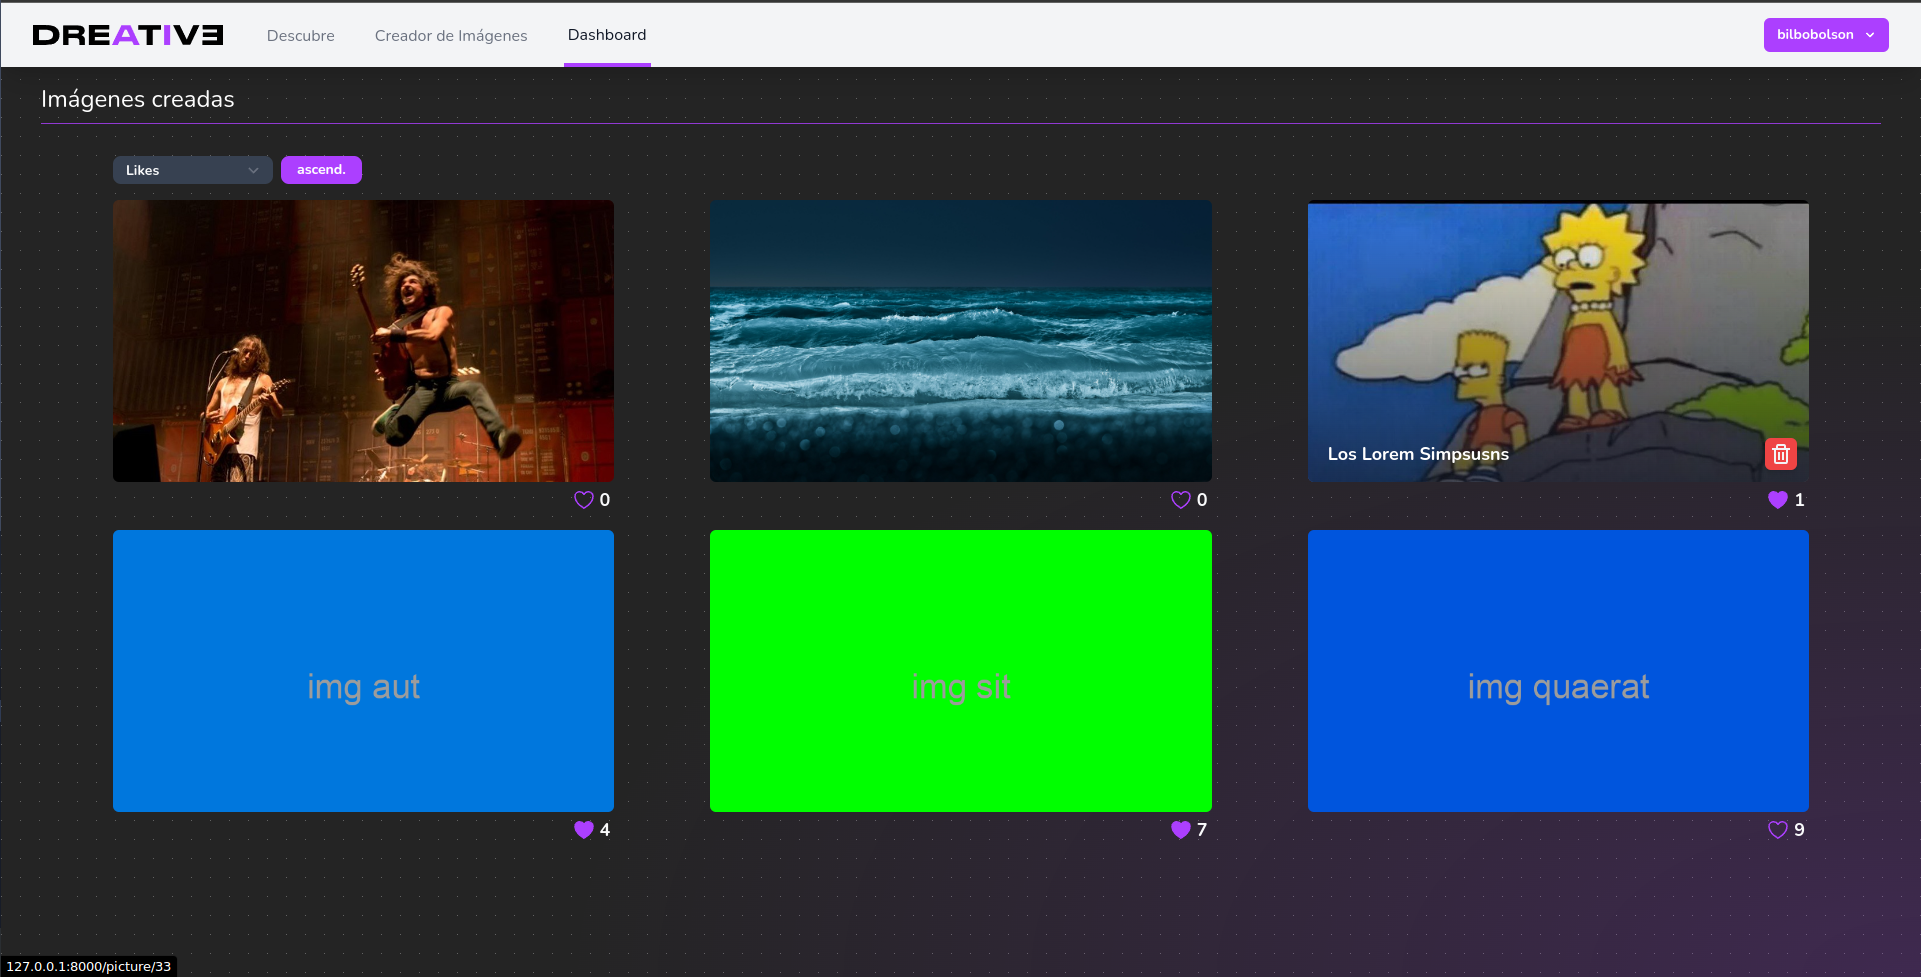 DREATIVE
Descubre
Creador de Imágenes
Dashboard
bilbobolson
Imágenes creadas
Likes
ascend.
Los Lorem Simpsusns
0
0
1
img aut
img sit
img quaerat
4
7
9
127.0.0.1:8000/picture/33